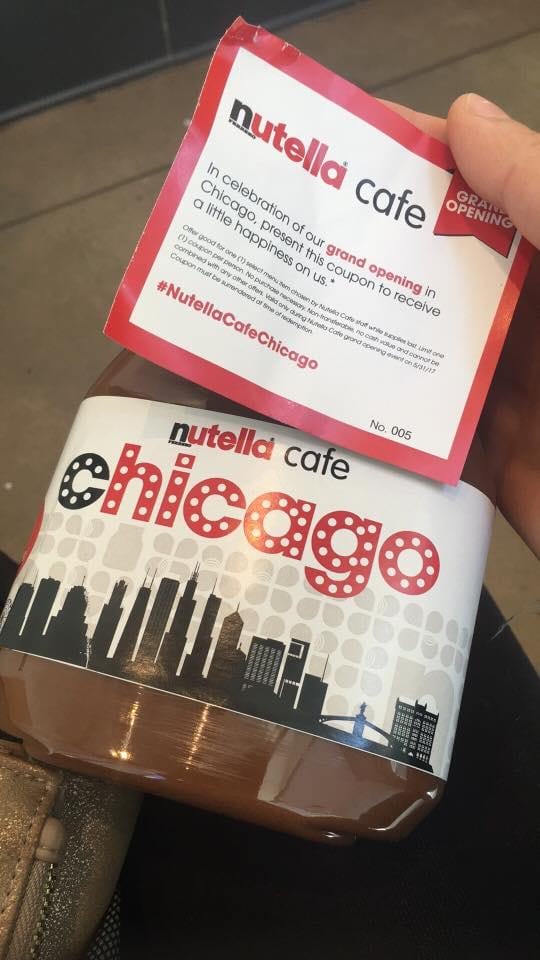 nutella® cafe
FERRERO
GRAND
OPENING
In celebration of our grand opening in
Chicago, present this coupon to receive
a little happiness on us.*
Offer good for one (1) select menu item chosen by Nutella Cafe staff while supplies last. Limit one
(1) coupon per person. No purchase necessary. Non-transferable, no cash value and cannot be
combined with any other offers. Valid only during Nutella Cafe grand opening event on 5/31/17
Coupon must be surrendered at time of redemption.
#NutellaCafeChicago
No. 005
nutella cafe
FERRERO
chicago